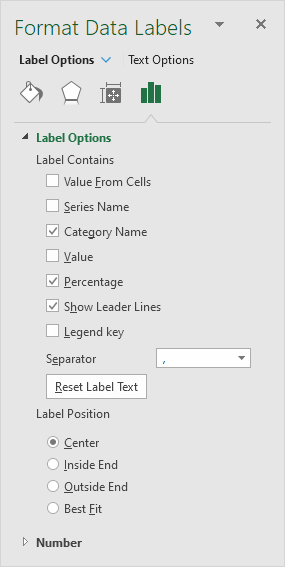 Format Data Labels
Label Options Text Options
Label Options
Label Contains
Value From Cells
Series Name
Category Name
Value
Percentage
Show Leader Lines
Legend key
Separator ,
Reset Label Text
Label Position
Center
Inside End
Outside End
Best Fit
Number